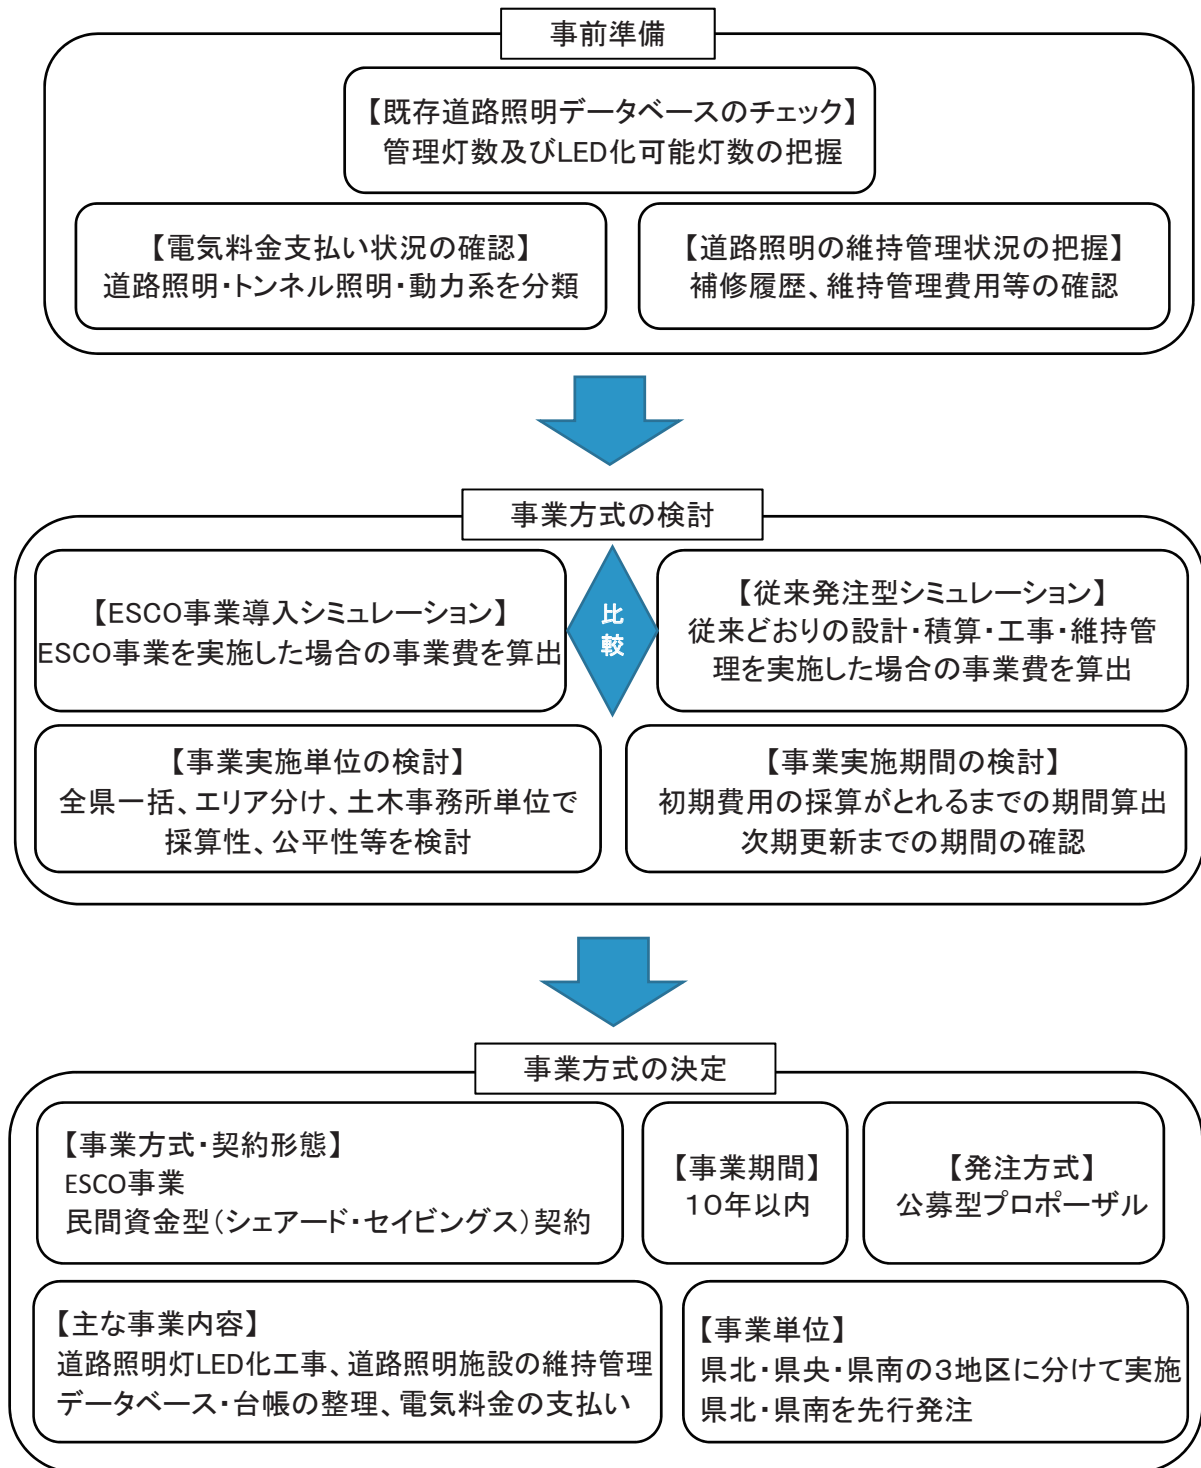 事前準備
【既存道路照明データベースのチェック】
管理灯数及びLED化可能灯数の把握
【電気料金支払い状況の確認】
道路照明・トンネル照明・動力系を分類
【道路照明の維持管理状況の把握】
補修履歴、維持管理費用等の確認
事業方式の検討
【ESCO事業導入シミュレーション】
ESCO事業を実施した場合の事業費を算出
比
較
【従来発注型シミュレーション】
従来どおりの設計・積算・工事・維持管
理を実施した場合の事業費を算出
【事業実施単位の検討】
全県一括、エリア分け、土木事務所単位で
採算性、公平性等を検討
【事業実施期間の検討】
初期費用の採算がとれるまでの期間算出
次期更新までの期間の確認
事業方式の決定
【事業方式・契約形態】
ESCO事業
民間資金型(シェアード・セイビングス)契約
【事業期間】
10年以内
【発注方式】
公募型プロポーザル
【主な事業内容】
道路照明灯LED化工事、道路照明施設の維持管理
データベース・台帳の整理、電気料金の支払い
【事業単位】
県北・県央・県南の3地区に分けて実施
県北・県南を先行発注